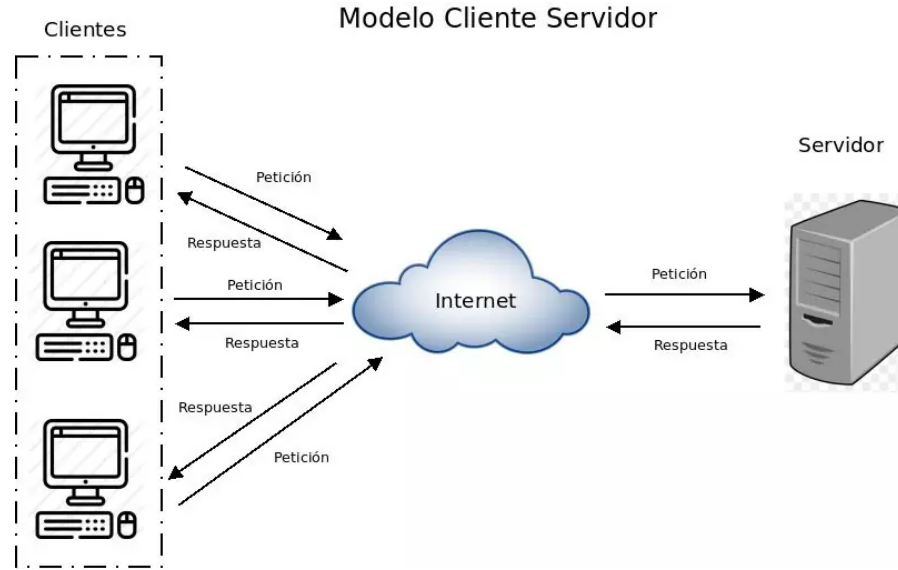 Modelo Cliente Servidor
Clientes
Servidor
Petición
Respuesta
Petición
Respuesta
Internet
Petición
Respuesta
Respuesta
Petición